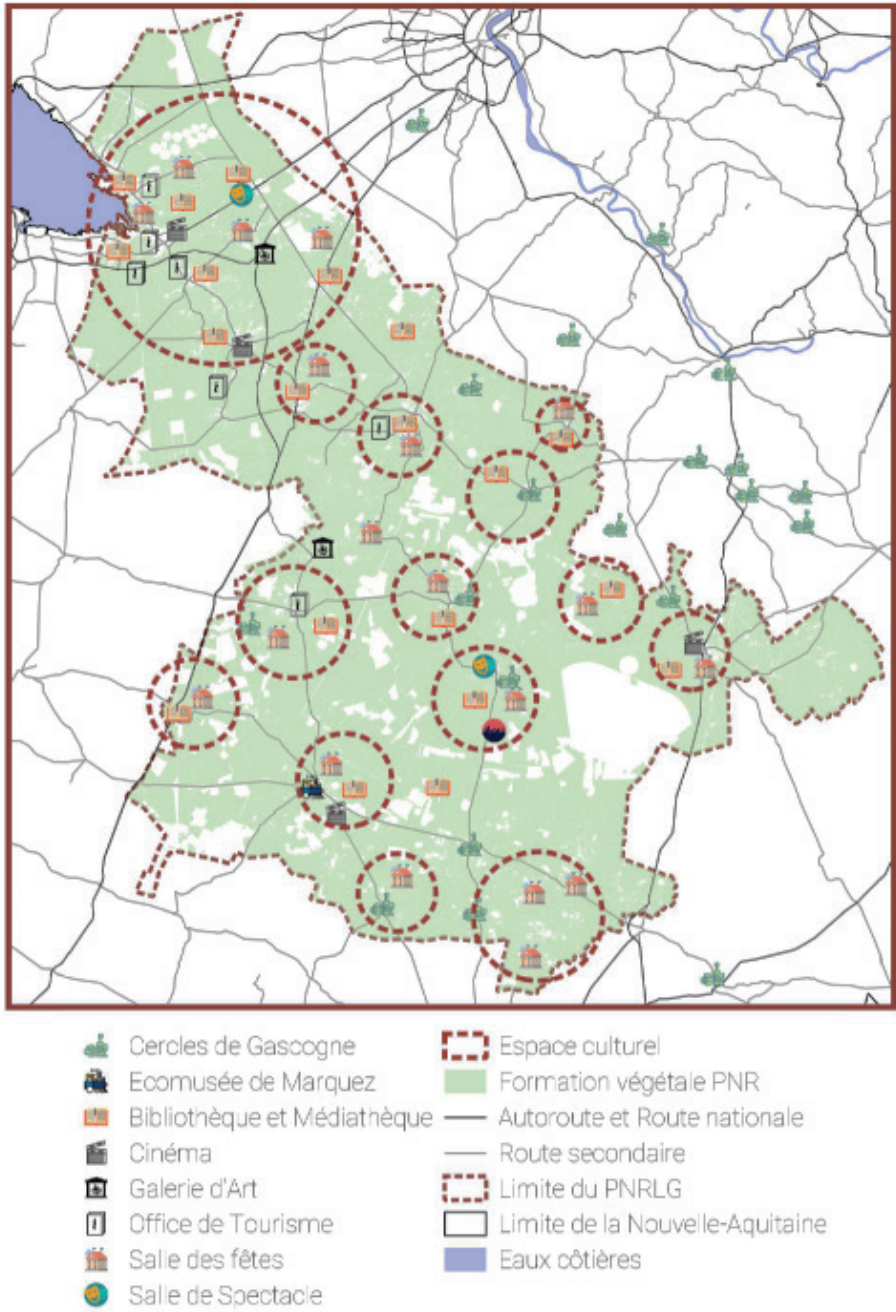 Cercles de Gascogne
Ecomusée de Marquez
Bibliothèque et Médiathèque
Cinéma
Galerie d'Art
Office de Tourisme
Salle des fêtes
Salle de Spectacle
Espace culturel
Formation végétale PNR
Autoroute et Route nationale
Route secondaire
Limite du PNRLG
Limite de la Nouvelle-Aquitaine
Eaux côtières